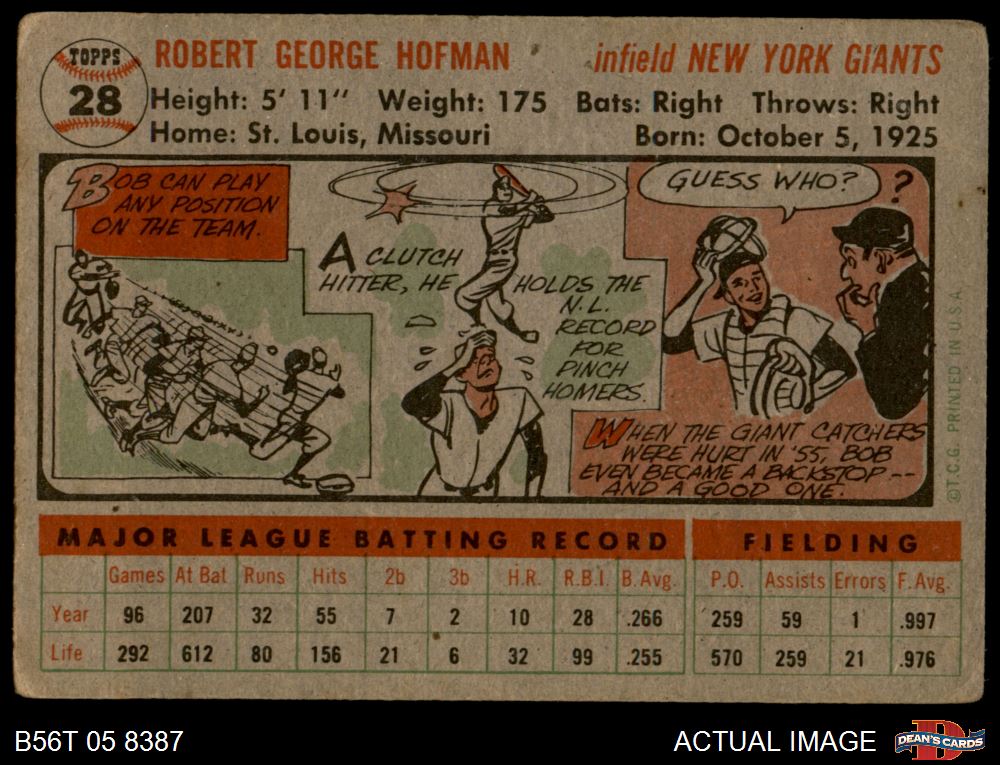 TOPPS
28
ROBERT GEORGE HOFMAN infield NEW YORK GIANTS
Height: 5' 11" Weight: 175 Bats: Right Throws: Right
Home: St. Louis, Missouri Born: October 5, 1925
BOB CAN PLAY
ANY POSITION
ON THE TEAM.
A CLUTCH
HITTER, HE
HOLDS THE
N.L.
RECORD
FOR
PINCH
HOMERS.
GUESS WHO?
?
WHEN THE GIANT CATCHERS
WERE HURT IN '55, BOB
EVEN BECAME A BACKSTOP--
AND A GOOD ONE.
©T.C.G. PRINTED IN U.S.A.
MAJOR LEAGUE BATTING RECORD FIELDING
Games At Bat Runs Hits 2b 3b H.R. R.B.I. B.Avg. P.O. Assists Errors F.Avg.
Year 96 207 32 55 7 2 10 28 .266 259 59 1 .997
Life 292 612 80 156 21 6 32 99 .255 570 259 21 .976
B56T 05 8387 ACTUAL IMAGE
DEAN'S CARDS